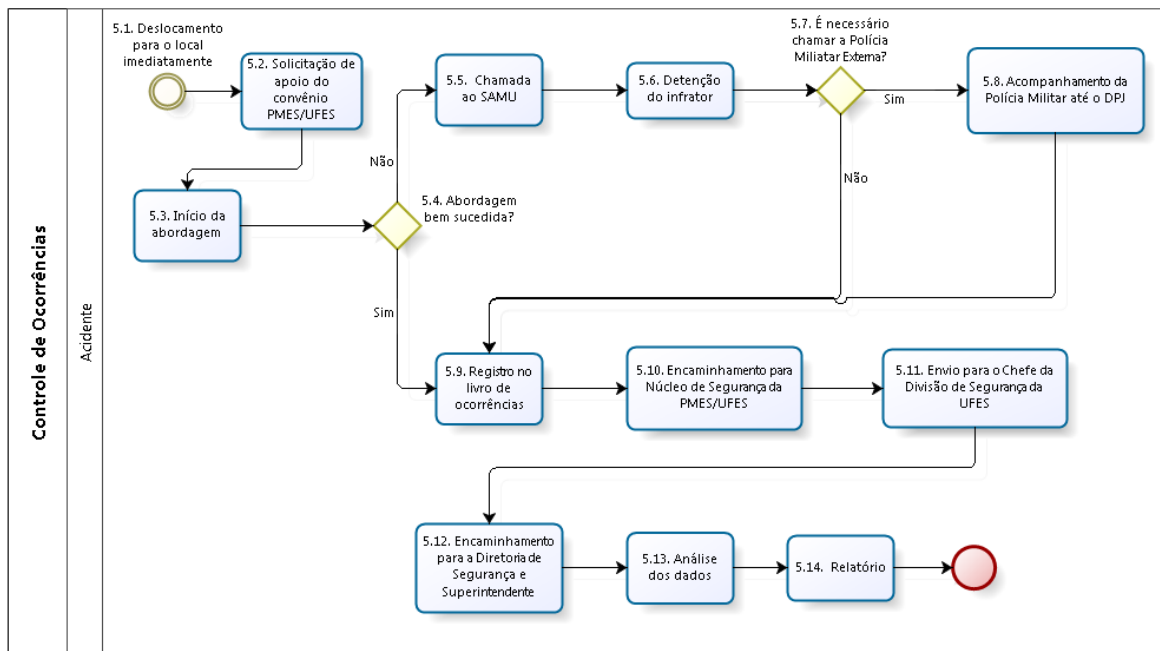 Controle de Ocorrências
Acidente
5.1. Deslocamento
para o local
imediatamente
5.2. Solicitação de
apoio do
convênio
PMES/UFES
5.3. Início da
abordagem
5.4. Abordagem
bem sucedida?
Não
Sim
5.5. Chamada
ao SAMU
5.6. Detenção
do infrator
5.7. É necessário
chamar a Polícia
Miliatar Externa?
Sim
Não
5.8. Acompanhamento da
Polícia Militar até o DPJ
5.9. Registro no
livro de
ocorrências
5.10. Encaminhamento para
Núcleo de Segurança da
PMES/UFES
5.11. Envio para o Chefe da
Divisão de Segurança da
UFES
5.12. Encaminhamento
para a Diretoria de
Segurança e
Superintendente
5.13. Análise
dos dados
5.14. Relatório